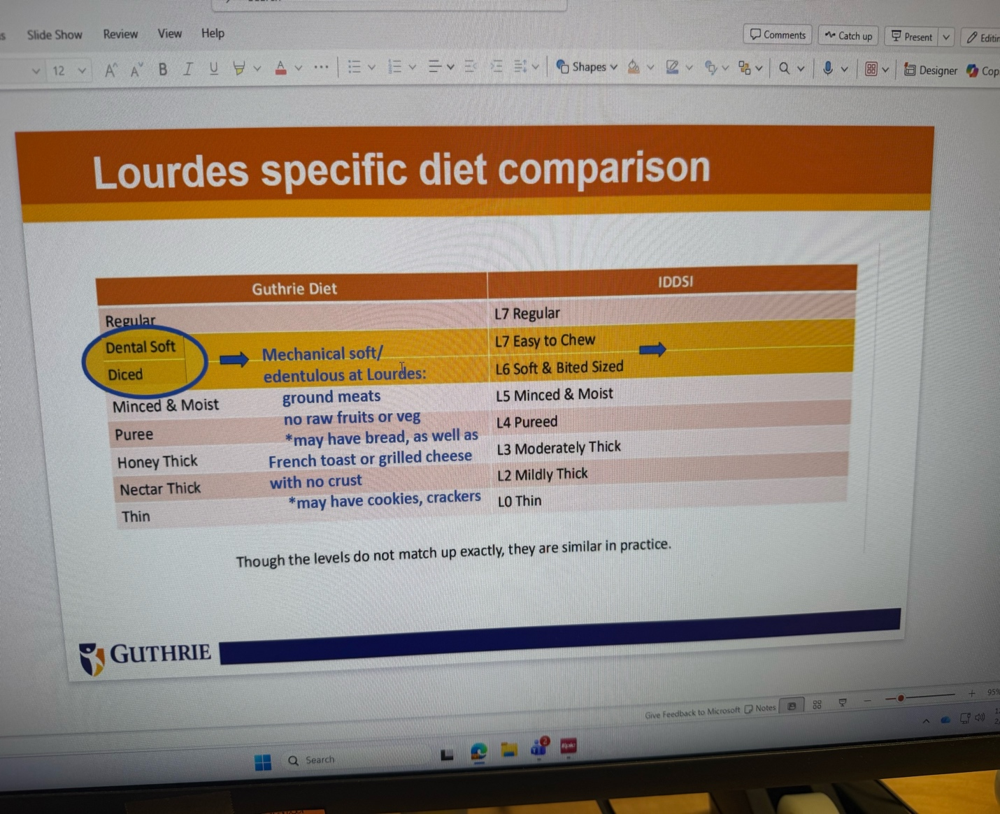 Slide Show Review View Help
Comments Catch up Present
12 B I U A ... Shapes Designer
Lourdes specific diet comparison
Guthrie Diet IDDSI
Regular L7 Regular
Dental Soft L7 Easy to Chew
Diced L6 Soft & Bited Sized
Minced & Moist L5 Minced & Moist
Puree L4 Pureed
Honey Thick L3 Moderately Thick
Nectar Thick L2 Mildly Thick
Thin L0 Thin
Mechanical soft/
edentulous at Lourdes:
ground meats
no raw fruits or veg
*may have bread, as well as
French toast or grilled cheese
with no crust
*may have cookies, crackers
Though the levels do not match up exactly, they are similar in practice.
GUTHRIE
Give Feedback to Microsoft Notes 95%
Search